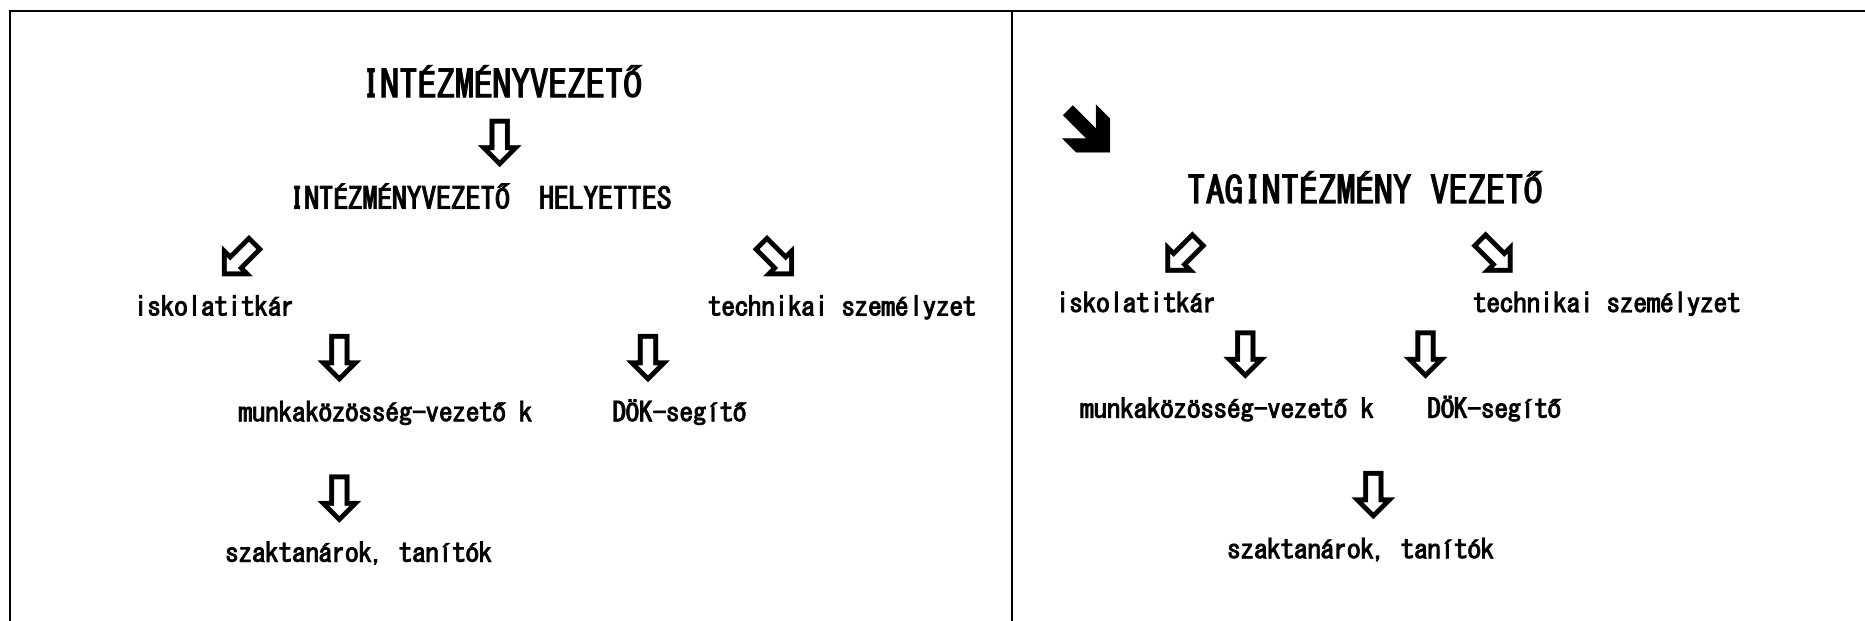 INTÉZMÉNYVEZETŐ
INTÉZMÉNYVEZETŐ HELYETTES
iskolatitkár
technikai személyzet
munkaközösség-vezető k
DÖK-segítő
szaktanárok, tanítók
TAGINTÉZMÉNY VEZETŐ
iskolatitkár
technikai személyzet
munkaközösség-vezető k
DÖK-segítő
szaktanárok, tanítók